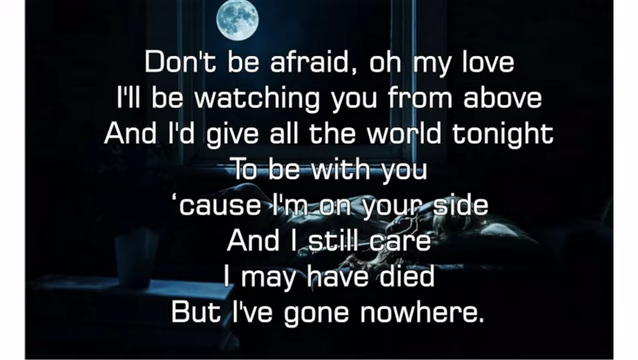 Don't be afraid, oh my love
I'll be watching you from above
And I'd give all the world tonight
To be with you
‘cause I'm on your side
And I still care
I may have died
But I've gone nowhere.